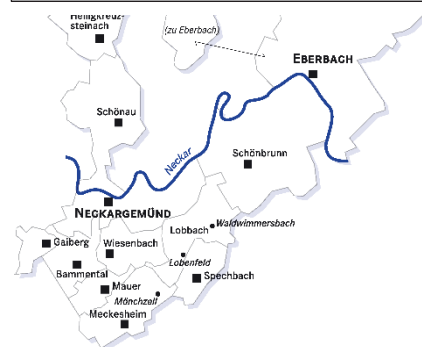 Heiligkreuz-
steinach
(zu Eberbach)
EBERBACH
Schönau
Neckar
Schönbrunn
NECKARGEMÜND
Waldwimmersbach
Lobbach
Gaiberg
Wiesenbach
Lobenfeld
Bammental
Spechbach
Mauer
Mönchzell
Meckesheim